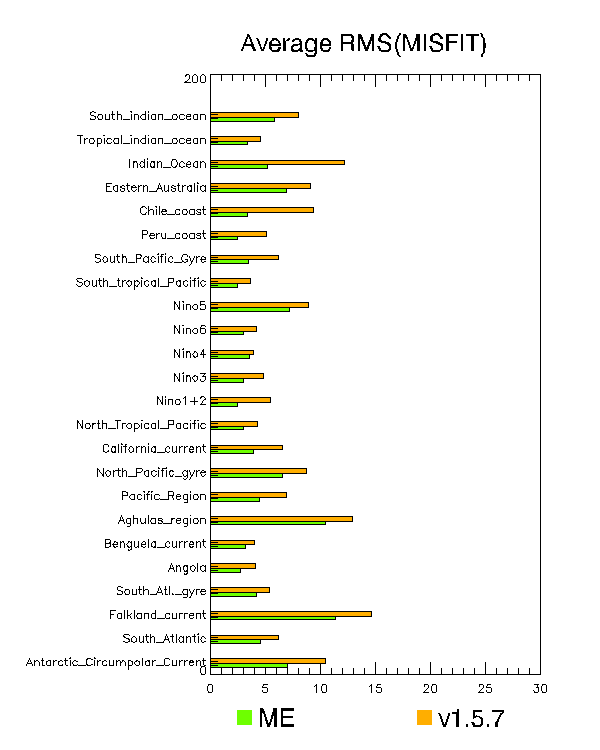 Average RMS(MISFIT)
200
South_indian_ocean
Tropical_indian_ocean
Indian_Ocean
Eastern_Australia
Chile_coast
Peru_coast
South_Pacific_Gyre
South_tropical_Pacific
Nino5
Nino6
Nino4
Nino3
Nino1+2
North_Tropical_Pacific
California_current
North_Pacific_gyre
Pacific_Region
Aghulas_region
Benguela_current
Angola
South_Atl._gyre
Falkland_current
South_Atlantic
Antarctic_Circumpolar_Current
0
0 5 10 15 20 25 30
ME v1.5.7